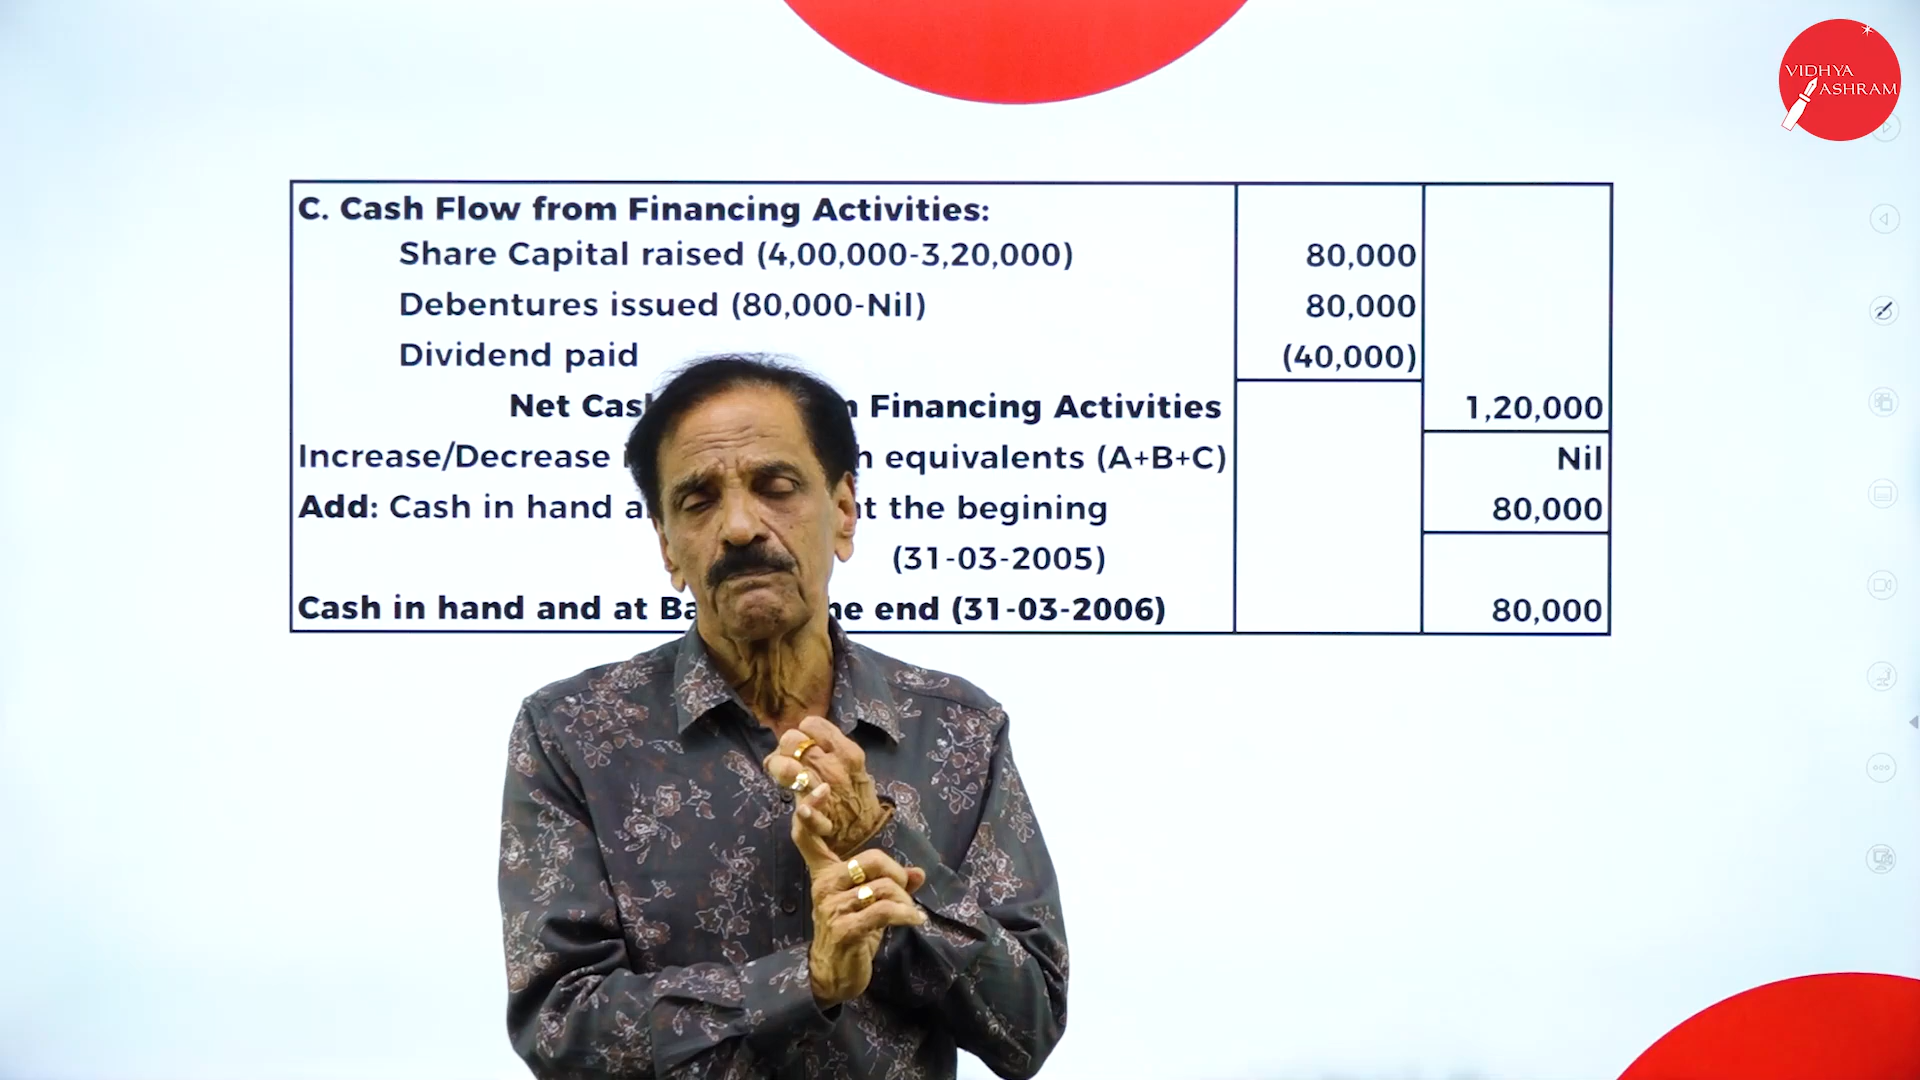 VIDHYA
ASHRAM
C. Cash Flow from Financing Activities:
Share Capital raised (4,00,000-3,20,000) 80,000
Debentures issued (80,000-Nil) 80,000
Dividend paid (40,000)
Net Financing Activities 1,20,000
Increase/Decrease equivalents (A+B+C) Nil
Add: Cash in hand the begining 80,000
(31-03-2005)
Cash in hand and at end (31-03-2006) 80,000